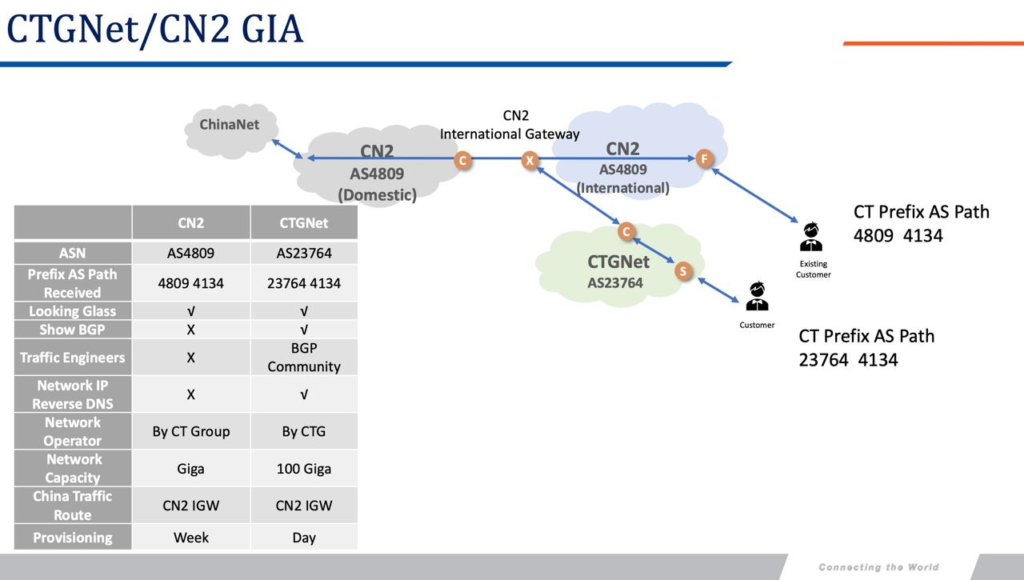 CTGNet/CN2 GIA
ChinaNet
CN2
International Gateway
CN2
AS4809
(Domestic)
C
X
CN2
AS4809
(International)
F
C
CTGNet
AS23764
S
Existing
Customer
CT Prefix AS Path
4809 4134
Customer
CT Prefix AS Path
23764 4134
CN2 CTGNet
ASN AS4809 AS23764
Prefix AS Path
Received 4809 4134 23764 4134
Looking Glass √ √
Show BGP X √
Traffic Engineers X BGP
Community
Network IP
Reverse DNS X √
Network
Operator By CT Group By CTG
Network
Capacity Giga 100 Giga
China Traffic
Route CN2 IGW CN2 IGW
Provisioning Week Day
Connecting the World